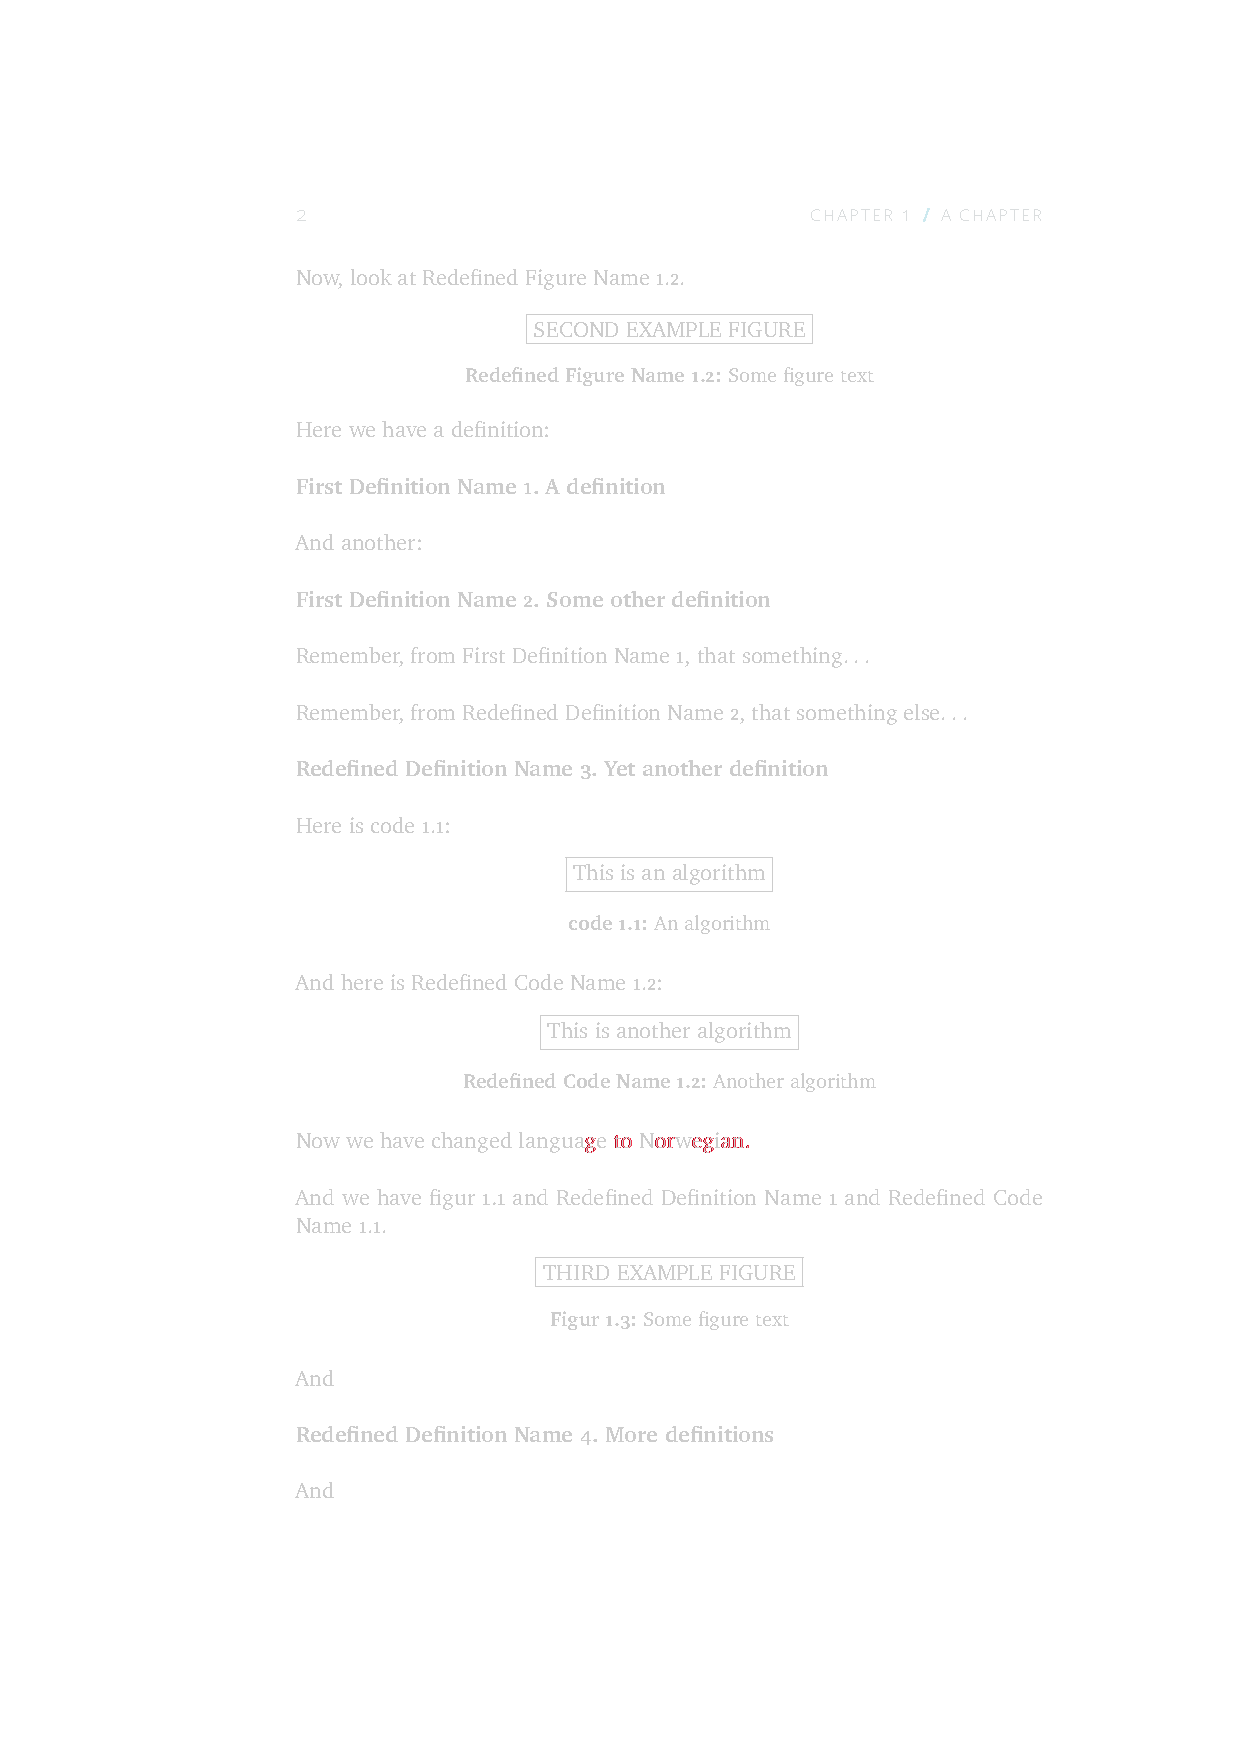 2 CHAPTER 1 / A CHAPTER
Now, look at Redefined Figure Name 1.2.
SECOND EXAMPLE FIGURE
Redefined Figure Name 1.2: Some figure text
Here we have a definition:
First Definition Name 1. A definition
And another:
First Definition Name 2. Some other definition
Remember, from First Definition Name 1, that something. . .
Remember, from Redefined Definition Name 2, that something else. . .
Redefined Definition Name 3. Yet another definition
Here is code 1.1:
This is an algorithm
code 1.1: An algorithm
And here is Redefined Code Name 1.2:
This is another algorithm
Redefined Code Name 1.2: Another algorithm
Now we have changed language to Norwegian.
And we have figur 1.1 and Redefined Definition Name 1 and Redefined Code
Name 1.1.
THIRD EXAMPLE FIGURE
Figur 1.3: Some figure text
And
Redefined Definition Name 4. More definitions
And